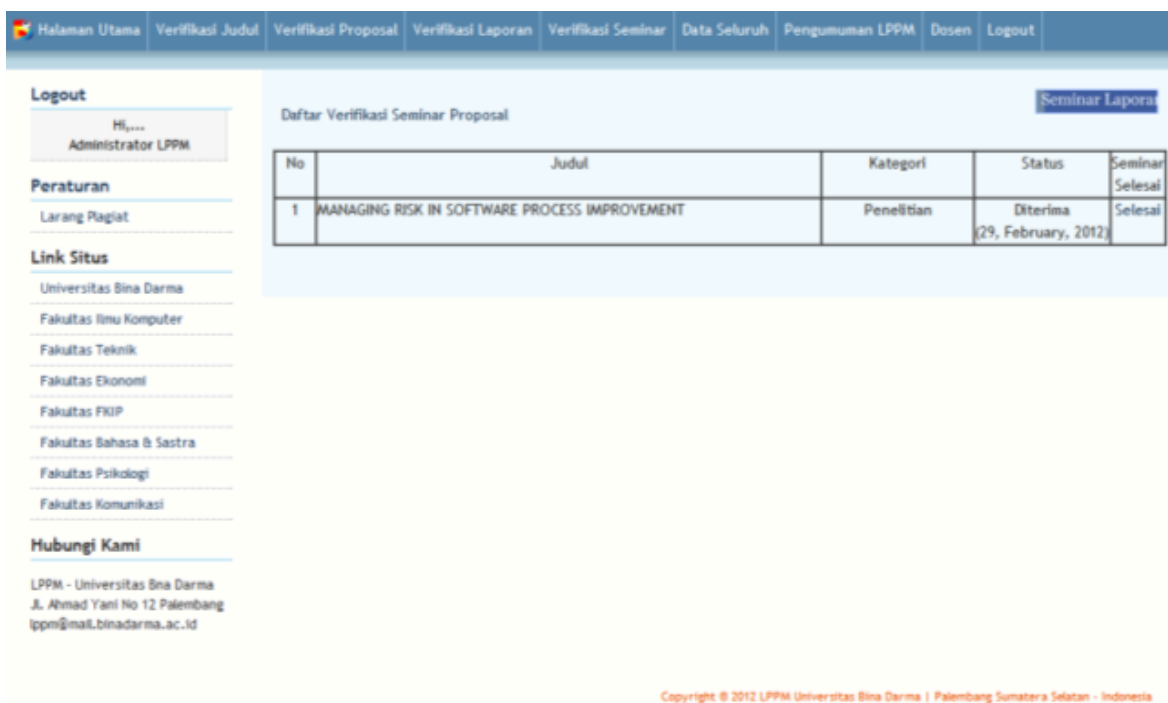 Halaman Utama Verifikasi Judul Verifikasi Proposal Verifikasi Laporan Verifikasi Seminar Data Seluruh Pengumuman LPPM Dosen Logout
Logout
Hi,...
Administrator LPPM
Peraturan
Larang Plagiat
Link Situs
Universitas Bina Darma
Fakultas Ilmu Komputer
Fakultas Teknik
Fakultas Ekonomi
Fakultas FKIP
Fakultas Bahasa & Sastra
Fakultas Psikologi
Fakultas Komunikasi
Hubungi Kami
LPPM - Universitas Bna Darma
JL. Ahmad Yani No 12 Palembang
lppm@mail.binadarma.ac.id
Seminar Lapora
Daftar Verifikasi Seminar Proposal
No Judul Kategori Status Seminar
Selesai
1 MANAGING RISK IN SOFTWARE PROCESS IMPROVEMENT Penelitian Diterima Selesai
(29, February, 2012)
Copyright © 2012 LPPM Universitas Bina Darma | Palembang Sumatera Selatan - Indonesia